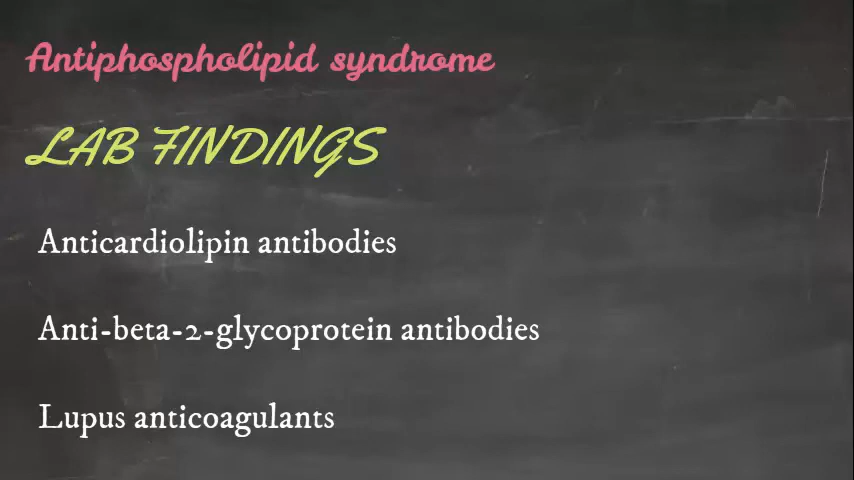 Antiphospholipid syndrome
LAB FINDINGS
Anticardiolipin antibodies
Anti-beta-2-glycoprotein antibodies
Lupus anticoagulants